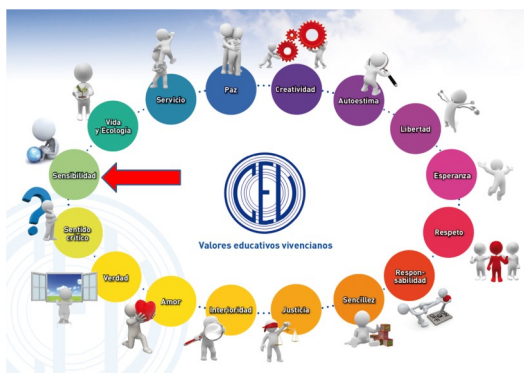 Paz
Creatividad
Servicio
Autoestima
Vida
y Ecología
Libertad
Sensibilidad
Esperanza
CEV
Sentido
crítico
Respeto
Valores educativos vivencianos
Verdad
Respon-
sabilidad
Amor
Interioridad
Justicia
Sencillez
?